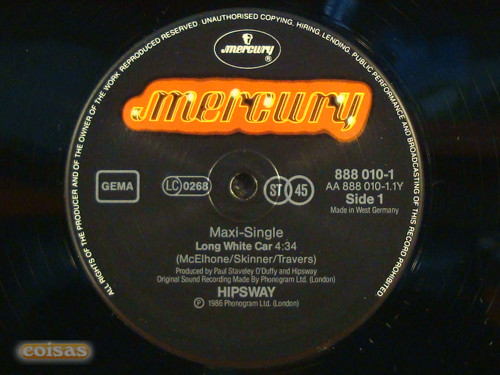 ALL RIGHTS OF THE PRODUCER AND OF THE OWNER OF THE WORK REPRODUCED RESERVED UNAUTHORISED COPYING, HIRING, LENDING, PUBLIC PERFORMANCE AND BROADCASTING OF THIS RECORD PROHIBITED
mercury
®
mercury
GEMA
LC 0268
ST 45
888 010-1
AA 888 010-1.1Y
Side 1
Made in West Germany
Maxi-Single
Long White Car 4:34
(McElhone/Skinner/Travers)
Produced by Paul Staveley O'Duffy and Hipsway
Original Sound Recording Made By Phonogram Ltd. (London)
HIPSWAY
℗ 1986 Phonogram Ltd. (London)
coisas